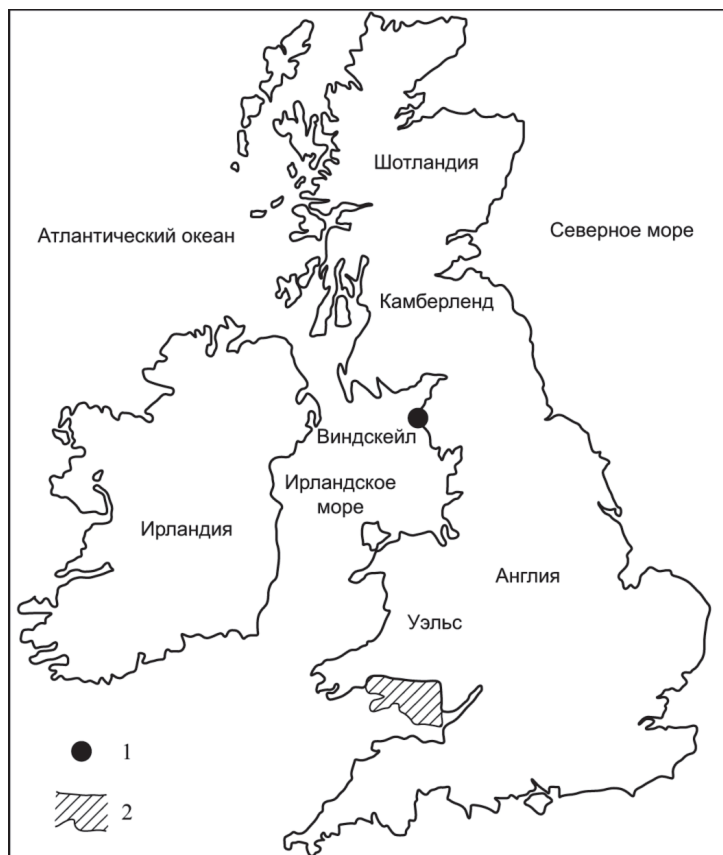 Шотландия
Атлантический океан
Северное море
Камберленд
Виндскейл
Ирландское
море
Ирландия
Англия
Уэльс
1
2